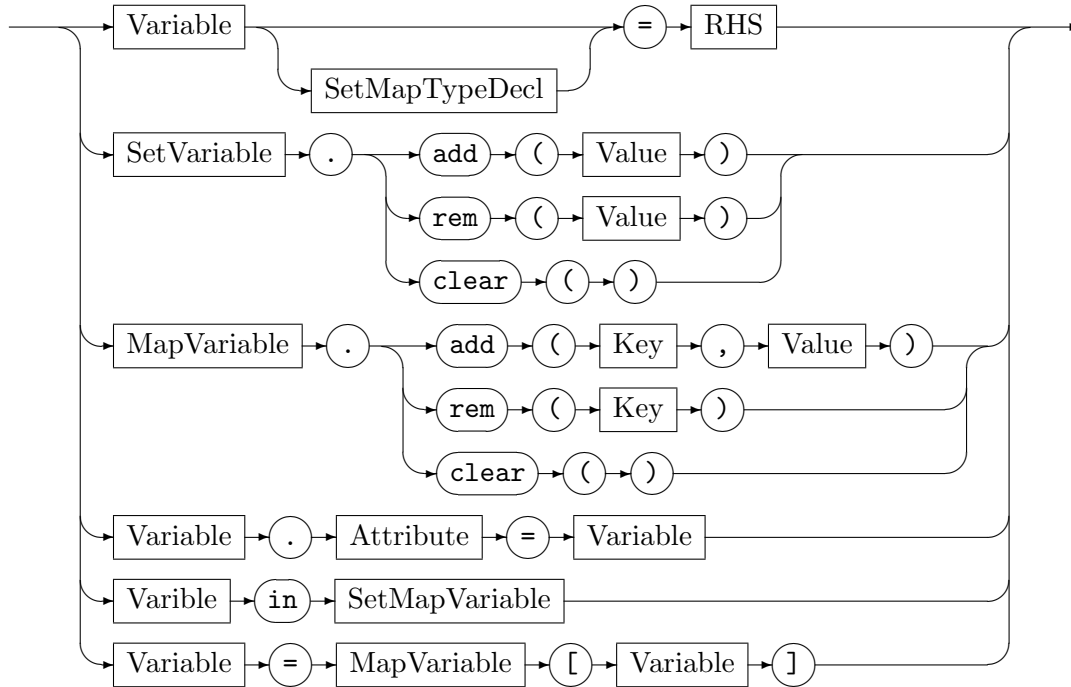 Variable = RHS
SetMapTypeDecl
SetVariable . add ( Value )
rem ( Value )
clear ( )
MapVariable . add ( Key , Value )
rem ( Key )
clear ( )
Variable . Attribute = Variable
Varible in SetMapVariable
Variable = MapVariable [ Variable ]